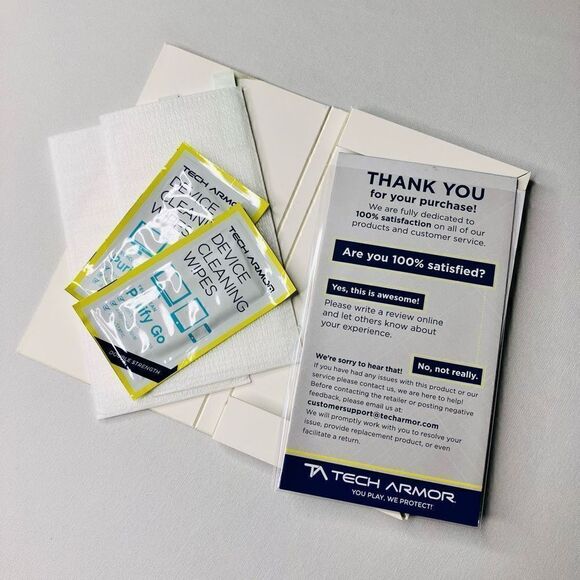 TECH ARMOR
DEVICE
CLEANING
WIPES
TECH ARMOR
DEVICE
CLEANING
WIPES
Purify Go
DOUBLE STRENGTH
THANK YOU
for your purchase!
We are fully dedicated to
100% satisfaction on all of our
products and customer service.
Are you 100% satisfied?
Yes, this is awesome!
Please write a review online
and let others know about
your experience.
No, not really.
We're sorry to hear that!
If you have had any issues with this product or our
service please contact us, we are here to help!
Before contacting the retailer or posting negative
feedback, please email us at:
customersupport@techarmor.com
We will promptly work with you to resolve your
issue, provide replacement product, or even
facilitate a return.
TA TECH ARMOR
YOU PLAY, WE PROTECT!